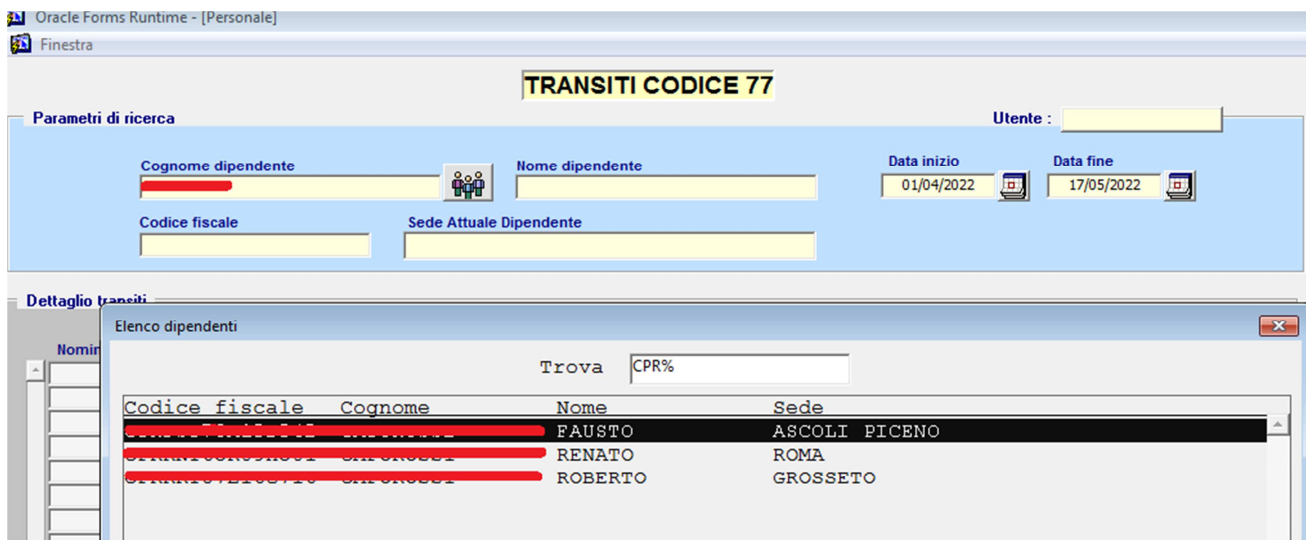 Oracle Forms Runtime - [Personale]
Finestra
TRANSITI CODICE 77
Parametri di ricerca
Utente :
Cognome dipendente
Nome dipendente
Data inizio
Data fine
01/04/2022
17/05/2022
Codice fiscale
Sede Attuale Dipendente
Dettaglio transiti
Elenco dipendenti
Nomin
Trova CPR%
Codice fiscale Cognome Nome Sede
FAUSTO ASCOLI PICENO
RENATO ROMA
ROBERTO GROSSETO